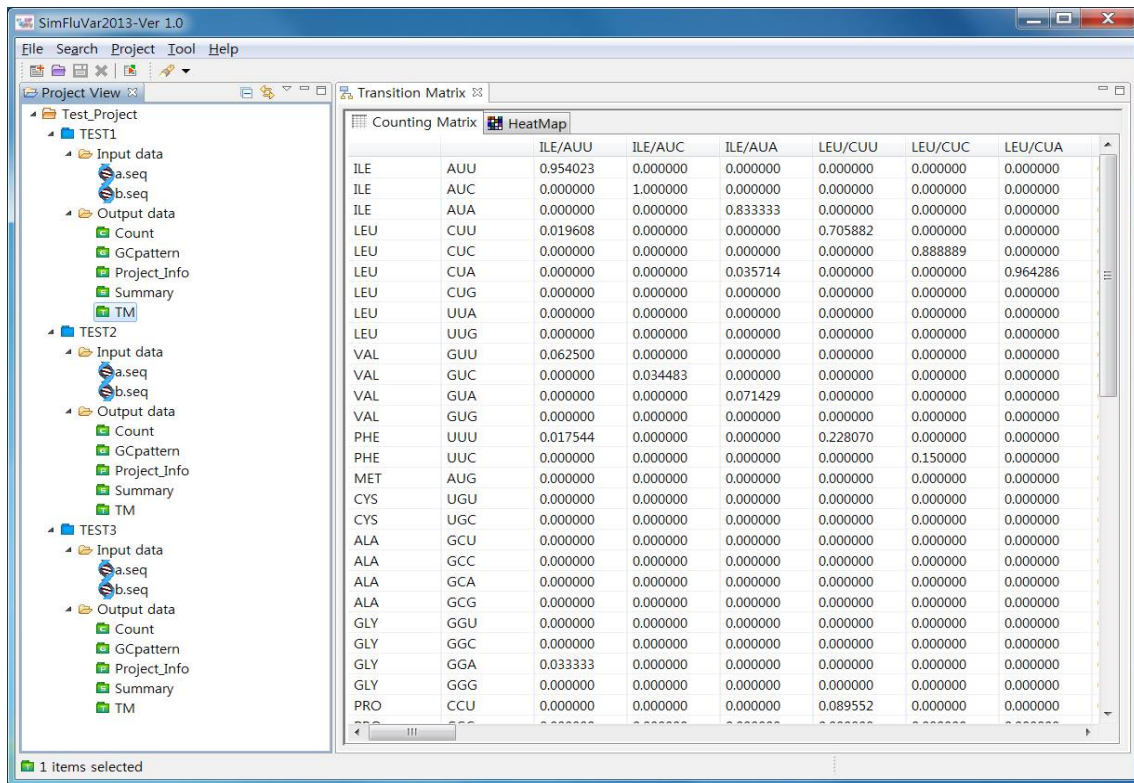 SimFluVar2013-Ver 1.0
File Search Project Tool Help
Project View
Test_Project
TEST1
Input data
a.seq
b.seq
Output data
Count
GCpattern
Project_Info
Summary
TM
TEST2
Input data
a.seq
b.seq
Output data
Count
GCpattern
Project_Info
Summary
TM
TEST3
Input data
a.seq
b.seq
Output data
Count
GCpattern
Project_Info
Summary
TM
Transition Matrix
Counting Matrix HeatMap
ILE/AUU ILE/AUC ILE/AUA LEU/CUU LEU/CUC LEU/CUA
ILE AUU 0.954023 0.000000 0.000000 0.000000 0.000000 0.000000
ILE AUC 0.000000 1.000000 0.000000 0.000000 0.000000 0.000000
ILE AUA 0.000000 0.000000 0.833333 0.000000 0.000000 0.000000
LEU CUU 0.019608 0.000000 0.000000 0.705882 0.000000 0.000000
LEU CUC 0.000000 0.000000 0.000000 0.000000 0.888889 0.000000
LEU CUA 0.000000 0.000000 0.035714 0.000000 0.000000 0.964286
LEU CUG 0.000000 0.000000 0.000000 0.000000 0.000000 0.000000
LEU UUA 0.000000 0.000000 0.000000 0.000000 0.000000 0.000000
LEU UUG 0.000000 0.000000 0.000000 0.000000 0.000000 0.000000
VAL GUU 0.062500 0.000000 0.000000 0.000000 0.000000 0.000000
VAL GUC 0.000000 0.034483 0.000000 0.000000 0.000000 0.000000
VAL GUA 0.000000 0.000000 0.071429 0.000000 0.000000 0.000000
VAL GUG 0.000000 0.000000 0.000000 0.000000 0.000000 0.000000
PHE UUU 0.017544 0.000000 0.000000 0.228070 0.000000 0.000000
PHE UUC 0.000000 0.000000 0.000000 0.000000 0.150000 0.000000
MET AUG 0.000000 0.000000 0.000000 0.000000 0.000000 0.000000
CYS UGU 0.000000 0.000000 0.000000 0.000000 0.000000 0.000000
CYS UGC 0.000000 0.000000 0.000000 0.000000 0.000000 0.000000
ALA GCU 0.000000 0.000000 0.000000 0.000000 0.000000 0.000000
ALA GCC 0.000000 0.000000 0.000000 0.000000 0.000000 0.000000
ALA GCA 0.000000 0.000000 0.000000 0.000000 0.000000 0.000000
ALA GCG 0.000000 0.000000 0.000000 0.000000 0.000000 0.000000
GLY GGU 0.000000 0.000000 0.000000 0.000000 0.000000 0.000000
GLY GGC 0.000000 0.000000 0.000000 0.000000 0.000000 0.000000
GLY GGA 0.033333 0.000000 0.000000 0.000000 0.000000 0.000000
GLY GGG 0.000000 0.000000 0.000000 0.000000 0.000000 0.000000
PRO CCU 0.000000 0.000000 0.000000 0.089552 0.000000 0.000000
1 items selected